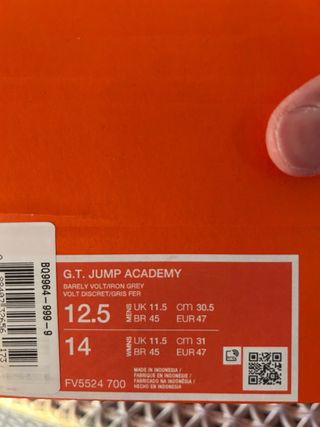 B09964-999-9
G.T. JUMP ACADEMY
BARELY VOLT/IRON GREY
VOLT DISCRET/GRIS FER
12.5 MENS UK 11.5 cm 30.5
BR 45 EUR 47
14 WMNS UK 11.5 cm 31
BR 45 EUR 47
FV5524 700
MADE IN INDONESIA /
FABRIQUÉ EN INDONÉSIE /
FABRICADO NA INDONÉSIA /
HECHO EN INDONESIA